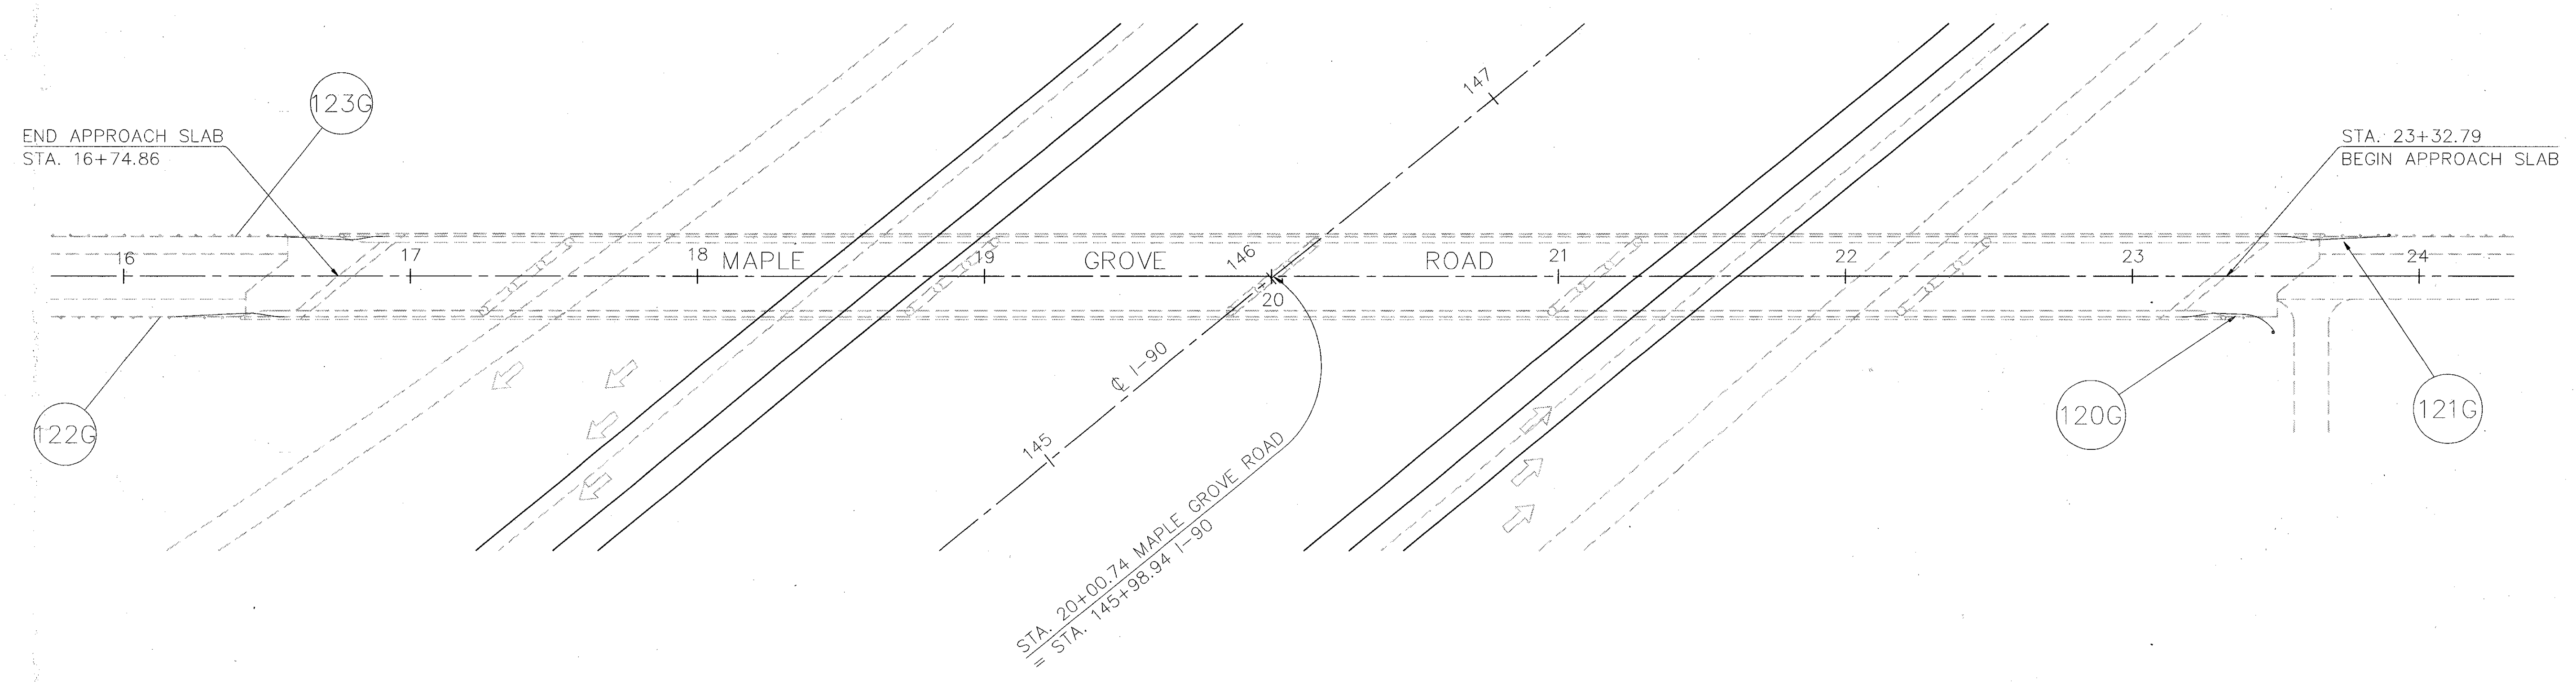 123G
END APPROACH SLAB
STA. 16+74.86
147
STA. 23+32.79
BEGIN APPROACH SLAB
16
17
18
MAPLE
19
GROVE
146
20
ROAD
21
22
23
24
℄ I-90
145
122G
120G
121G
STA. 20+00.74 MAPLE GROVE ROAD
= STA. 145+98.94 I-90